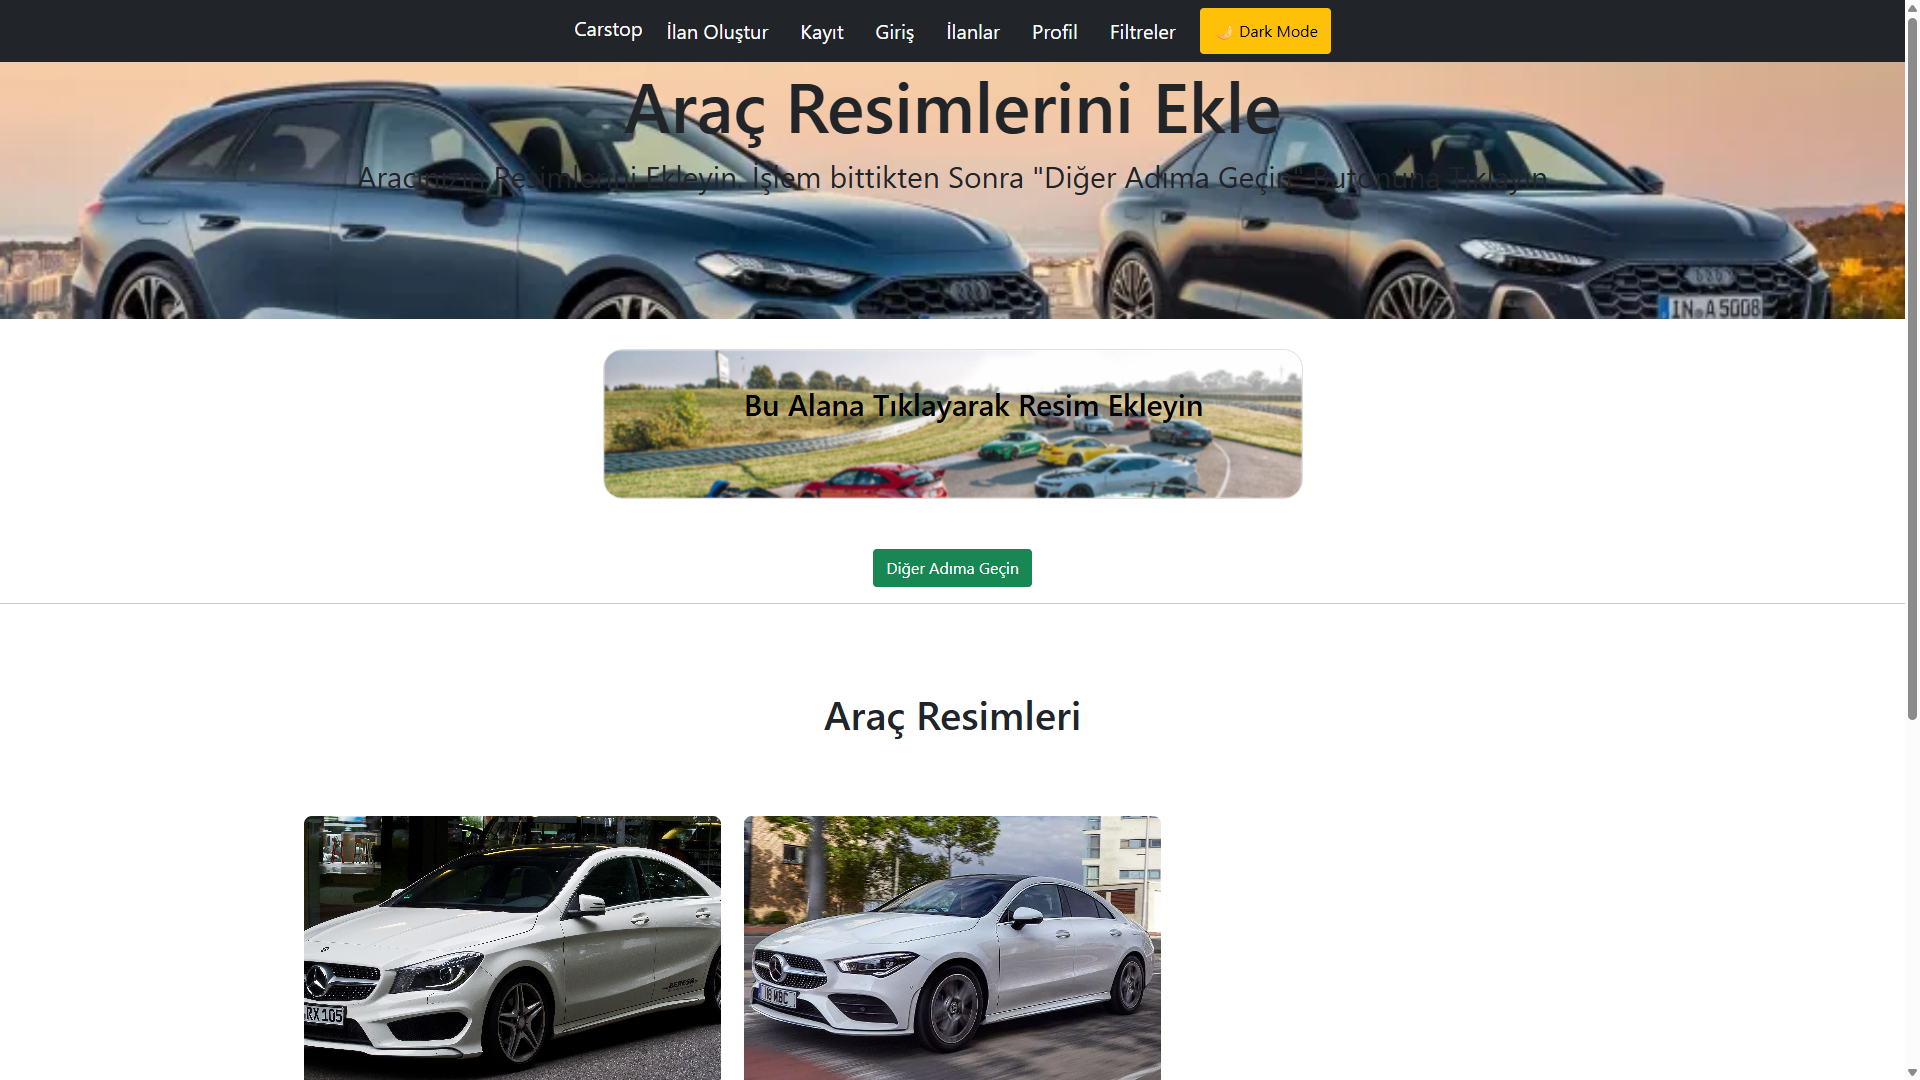 Carstop
İlan Oluştur
Kayıt
Giriş
İlanlar
Profil
Filtreler
🌙 Dark Mode
Araç Resimlerini Ekle
Aracınızın Resimlerini Ekleyin. İşlem bittikten Sonra "Diğer Adıma Geçin" Butonuna Tıklayın
IN A 5008
Bu Alana Tıklayarak Resim Ekleyin
Diğer Adıma Geçin
Araç Resimleri
RX 105